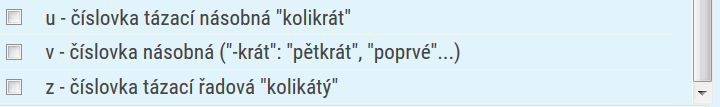 u - číslovka tázací násobná "kolikrát"
v - číslovka násobná ("-krát": "pětkrát", "poprvé"...)
z - číslovka tázací řadová "kolikátý"